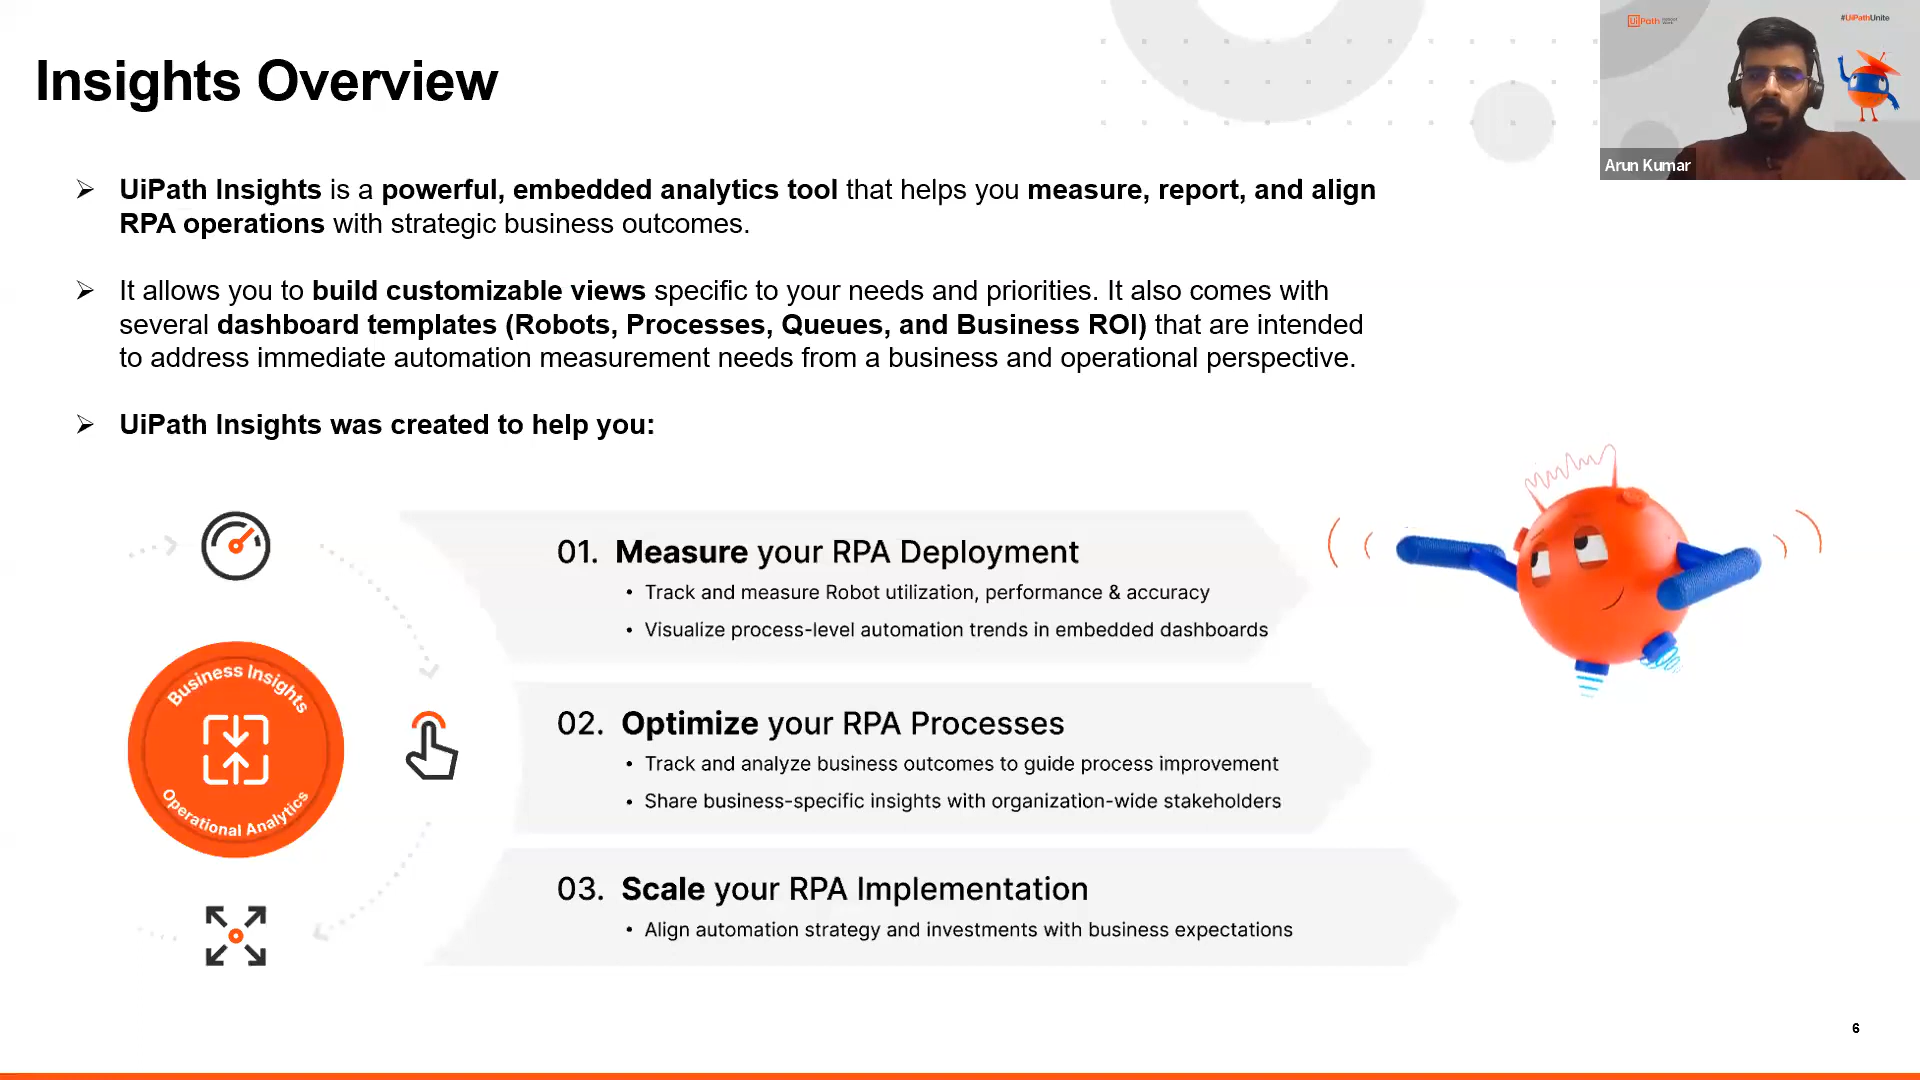 Insights Overview
UiPath
#UiPathUnite
Arun Kumar
➢ UiPath Insights is a powerful, embedded analytics tool that helps you measure, report, and align
RPA operations with strategic business outcomes.
➢ It allows you to build customizable views specific to your needs and priorities. It also comes with
several dashboard templates (Robots, Processes, Queues, and Business ROI) that are intended
to address immediate automation measurement needs from a business and operational perspective.
➢ UiPath Insights was created to help you:
Business Insights
Operational Analytics
01. Measure your RPA Deployment
• Track and measure Robot utilization, performance & accuracy
• Visualize process-level automation trends in embedded dashboards
02. Optimize your RPA Processes
• Track and analyze business outcomes to guide process improvement
• Share business-specific insights with organization-wide stakeholders
03. Scale your RPA Implementation
• Align automation strategy and investments with business expectations
6